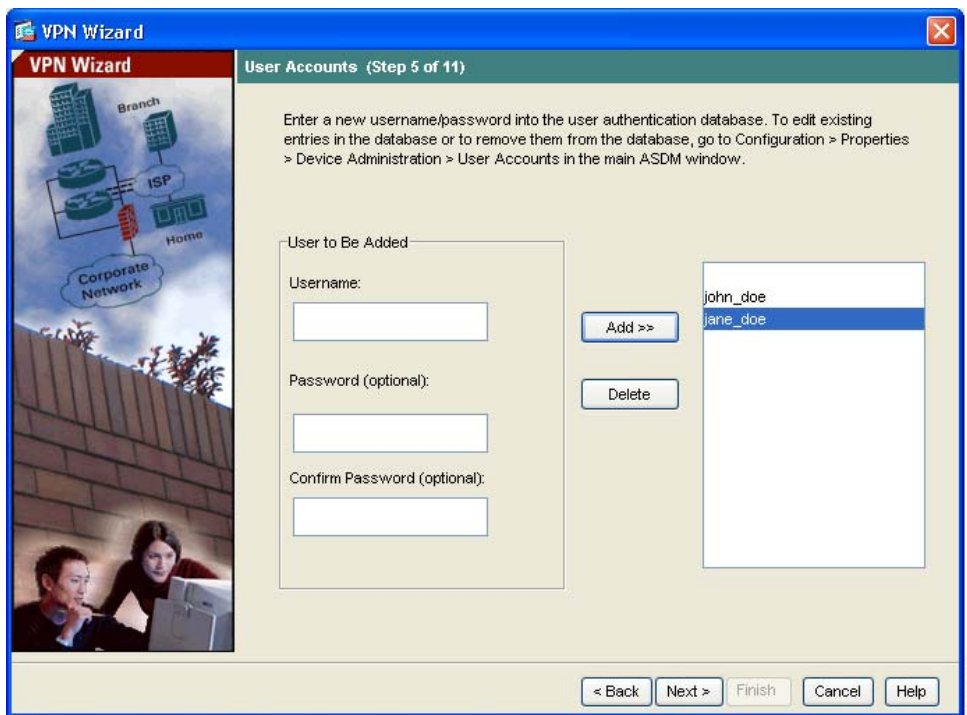 VPN Wizard
VPN Wizard
User Accounts (Step 5 of 11)
Branch
ISP
Home
Corporate
Network
Enter a new username/password into the user authentication database. To edit existing
entries in the database or to remove them from the database, go to Configuration > Properties
> Device Administration > User Accounts in the main ASDM window.
User to Be Added
Username:
Password (optional):
Confirm Password (optional):
Add >>
Delete
john_doe
jane_doe
< Back
Next >
Finish
Cancel
Help